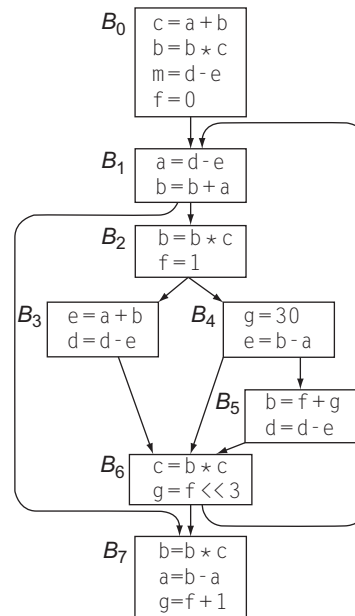 B0
c=a+b
b=b*c
m=d-e
f=0
B1
a=d-e
b=b+a
B2
b=b*c
f=1
B3
e=a+b
d=d-e
B4
g=30
e=b-a
B5
b=f+g
d=d-e
B6
c=b*c
g=f<<3
B7
b=b*c
a=b-a
g=f+1